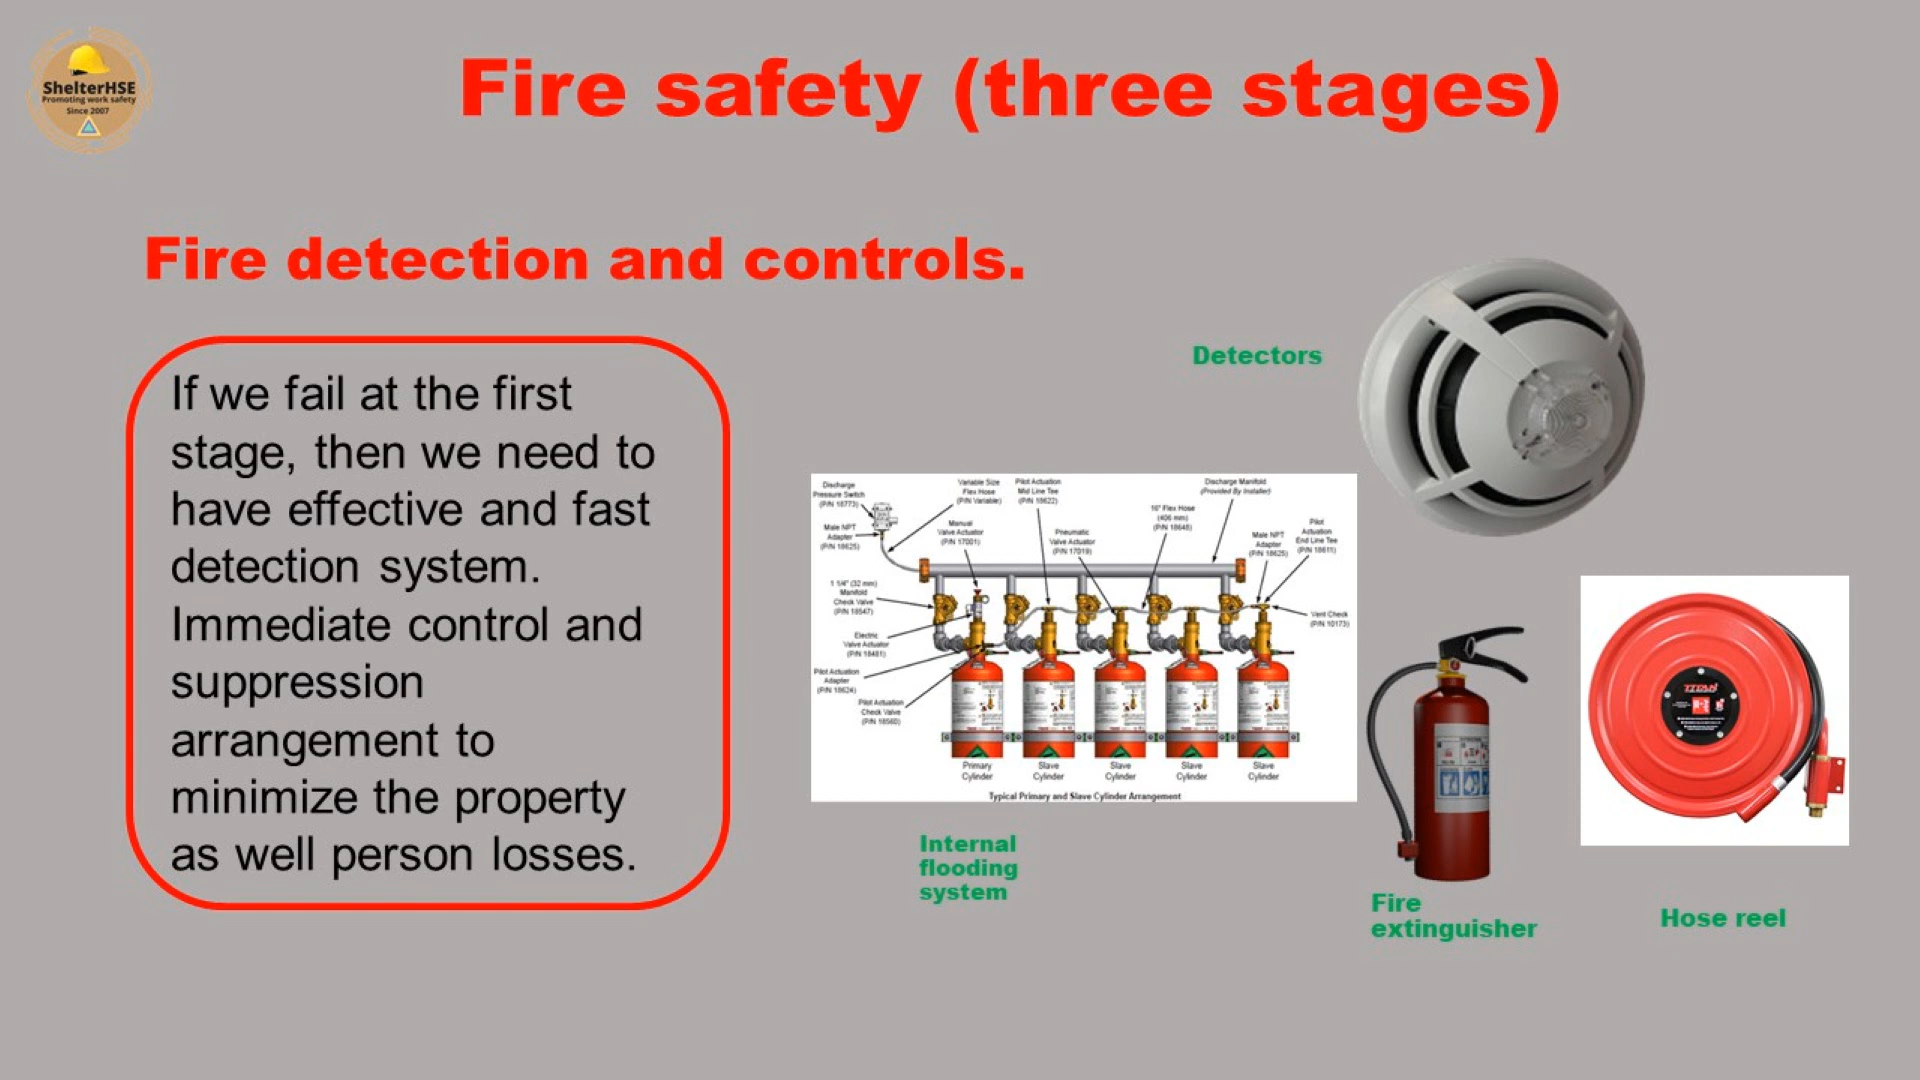 ShelterHSE
Promoting work safety
Since 2007
Fire safety (three stages)
Fire detection and controls.
If we fail at the first
stage, then we need to
have effective and fast
detection system.
Immediate control and
suppression
arrangement to
minimize the property
as well person losses.
Detectors
Discharge
Pressure Switch
(P/N 18773)
Variable Size
Flex Hose
(P/N Variable)
Pilot Actuation
Mid Line Tee
(P/N 18622)
Discharge Manifold
(Provided By Installer)
Male NPT
Adapter
(P/N 18625)
Manual
Valve Actuator
(P/N 17001)
Pneumatic
Valve Actuator
(P/N 17019)
16" Flex Hose
(406 mm)
(P/N 18648)
Male NPT
Adapter
(P/N 18625)
Pilot
Actuation
End Line Tee
(P/N 18611)
1 1/4" (32 mm)
Manifold
Check Valve
(P/N 18547)
Vent Check
(P/N 10173)
Electric
Valve Actuator
(P/N 18481)
Pilot Actuation
Adapter
(P/N 18624)
Pilot Actuation
Check Valve
(P/N 18560)
Primary
Cylinder
Slave
Cylinder
Slave
Cylinder
Slave
Cylinder
Slave
Cylinder
Typical Primary and Slave Cylinder Arrangement
Internal
flooding
system
Fire
extinguisher
Hose reel